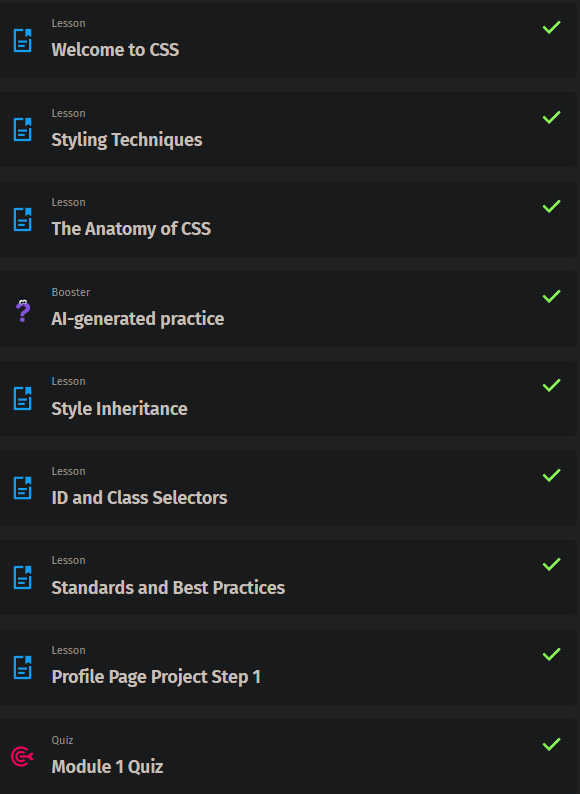 Lesson
Welcome to CSS
Lesson
Styling Techniques
Lesson
The Anatomy of CSS
Booster
AI-generated practice
Lesson
Style Inheritance
Lesson
ID and Class Selectors
Lesson
Standards and Best Practices
Lesson
Profile Page Project Step 1
Quiz
Module 1 Quiz